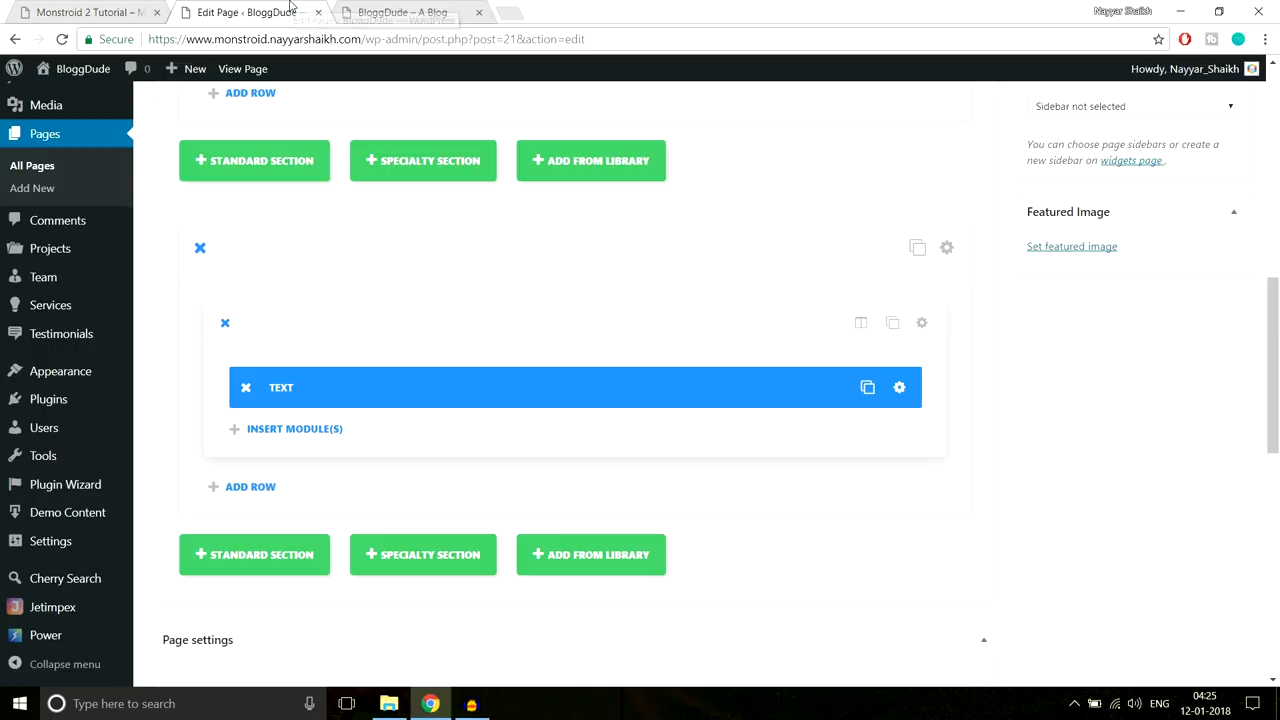 Monstroid 2 Tutorial – M
Edit Page ‹ BloggDude
BloggDude – A Blog
Nayyar Shaikh
Secure
https://www.monstroid.nayyarshaikh.com/wp-admin/post.php?post=21&action=edit
BloggDude
0
New
View Page
Howdy, Nayyar_Shaikh
Media
Pages
All Pages
Add New
Comments
Projects
Team
Services
Testimonials
Appearance
Plugins
Users
Tools
Plugin Wizard
Demo Content
Settings
Cherry Search
Jetimpex
Power
Collapse menu
ADD ROW
STANDARD SECTION
SPECIALTY SECTION
ADD FROM LIBRARY
TEXT
INSERT MODULE(S)
ADD ROW
STANDARD SECTION
SPECIALTY SECTION
ADD FROM LIBRARY
Page settings
Sidebar not selected
You can choose page sidebars or create a
new sidebar on widgets page .
Featured Image
Set featured image
Type here to search
ENG
04:25
12-01-2018